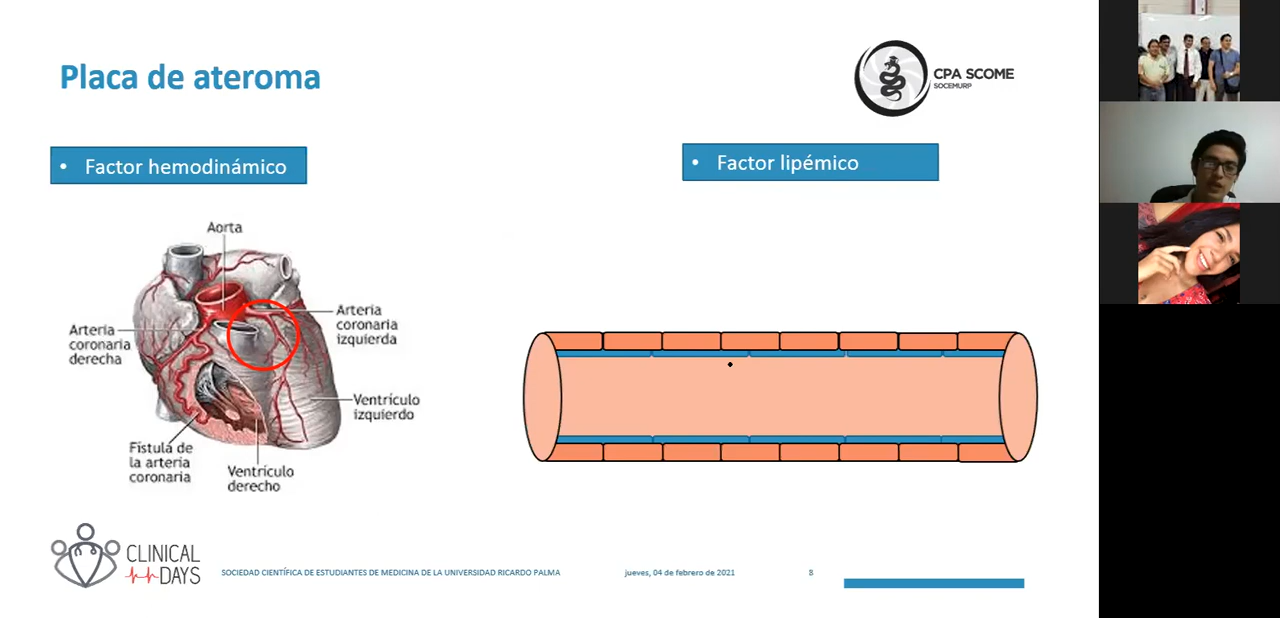 Placa de ateroma
CPA SCOME
SOCEMURP
• Factor hemodinámico
• Factor lipémico
Aorta
Arteria
coronaria
izquierda
Arteria
coronaria
derecha
Ventrículo
izquierdo
Fístula de
la arteria
coronaria
Ventrículo
derecho
CLINICAL
DAYS
SOCIEDAD CIENTÍFICA DE ESTUDIANTES DE MEDICINA DE LA UNIVERSIDAD RICARDO PALMA
jueves, 04 de febrero de 2021
8